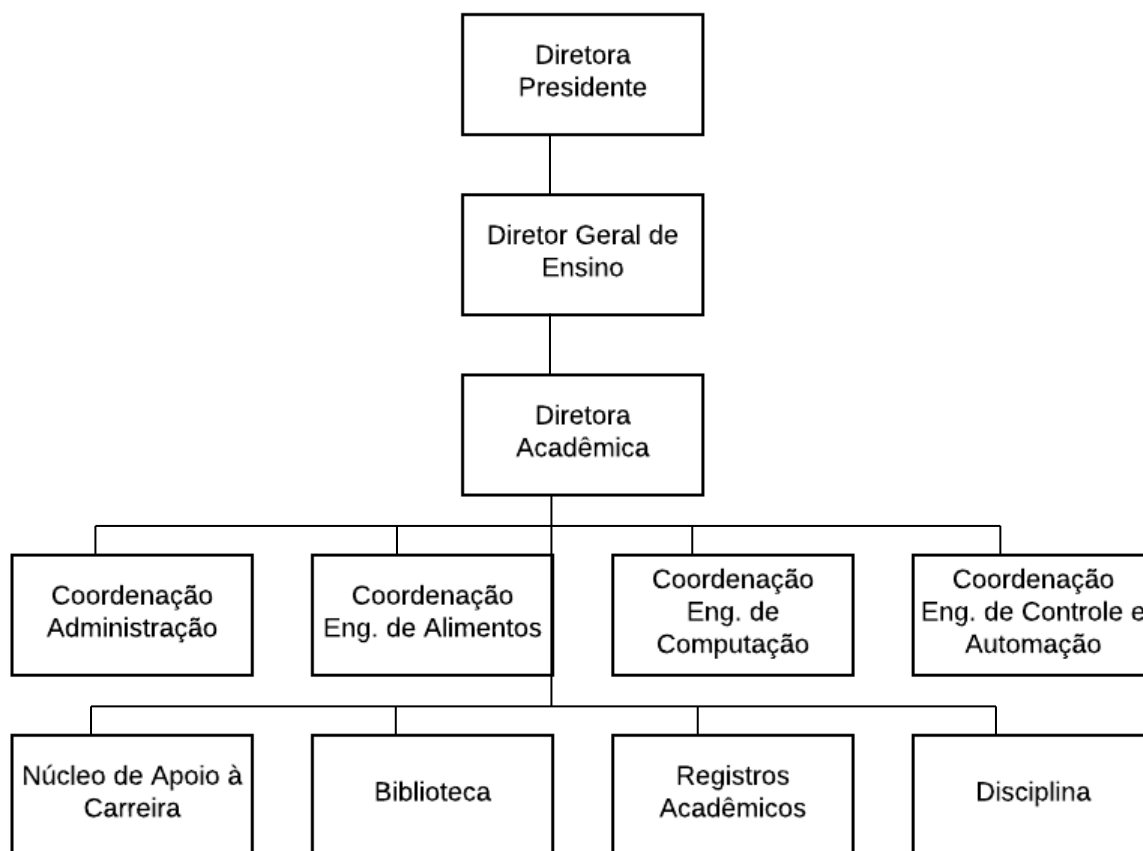 Diretora
Presidente
Diretor Geral de
Ensino
Diretora
Acadêmica
Coordenação
Administração
Coordenação
Eng. de Alimentos
Coordenação
Eng. de
Computação
Coordenação
Eng. de Controle e
Automação
Núcleo de Apoio à
Carreira
Biblioteca
Registros
Acadêmicos
Disciplina